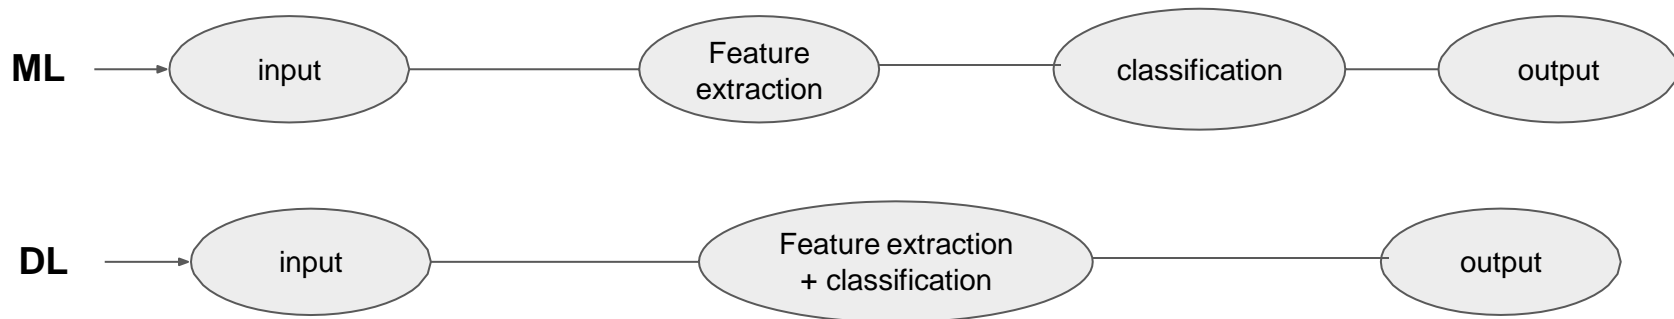 ML
input
Feature
extraction
classification
output
DL
input
Feature extraction
+ classification
output